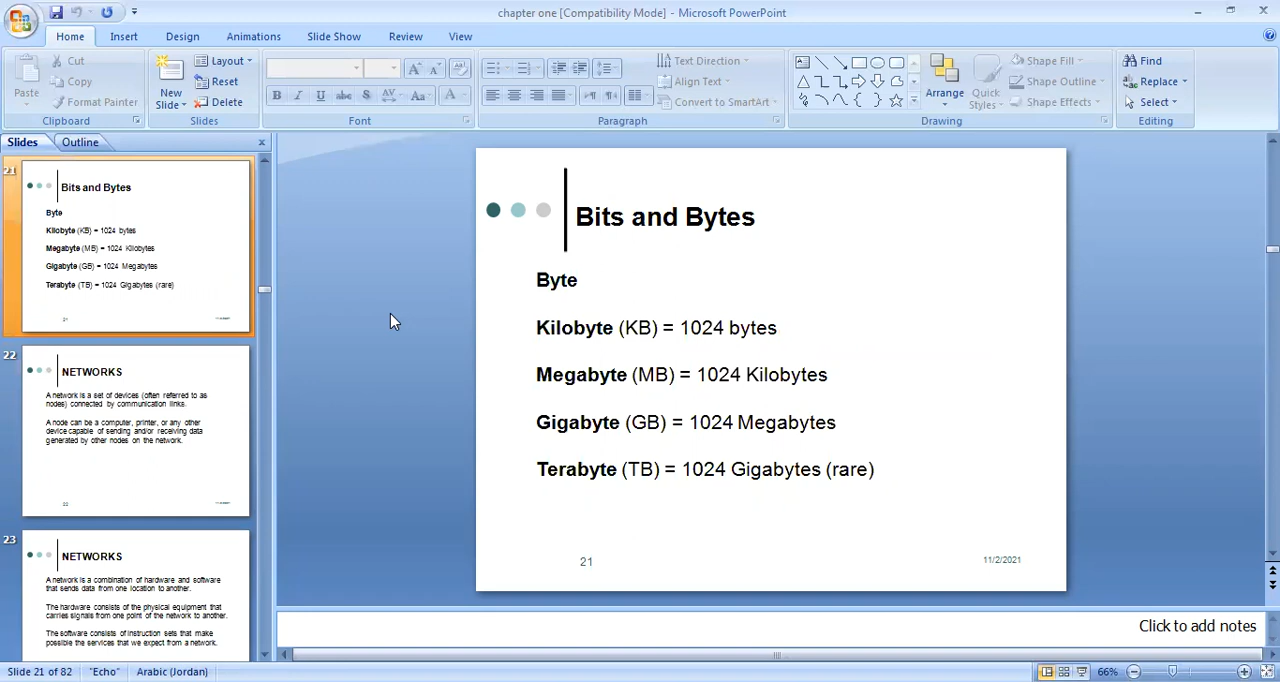 chapter one [Compatibility Mode] - Microsoft PowerPoint
Home Insert Design Animations Slide Show Review View
Paste
Cut
Copy
Format Painter
Clipboard
New Slide
Layout
Reset
Delete
Slides
B I U abc S AV Aa A
Font
Text Direction
Align Text
Convert to SmartArt
Paragraph
Arrange
Quick Styles
Shape Fill
Shape Outline
Shape Effects
Drawing
Find
Replace
Select
Editing
Slides Outline
21
Bits and Bytes
Byte
Kilobyte (KB) = 1024 bytes
Megabyte (MB) = 1024 Kilobytes
Gigabyte (GB) = 1024 Megabytes
Terabyte (TB) = 1024 Gigabytes (rare)
21
22
NETWORKS
A network is a set of devices (often referred to as
nodes) connected by communication links.
A node can be a computer, printer, or any other
device capable of sending and/or receiving data
generated by other nodes on the network.
22
23
NETWORKS
A network is a combination of hardware and software
that sends data from one location to another.
The hardware consists of the physical equipment that
carries signals from one point of the network to another.
The software consists of instruction sets that make
possible the services that we expect from a network.
Bits and Bytes
Byte
Kilobyte (KB) = 1024 bytes
Megabyte (MB) = 1024 Kilobytes
Gigabyte (GB) = 1024 Megabytes
Terabyte (TB) = 1024 Gigabytes (rare)
21
11/2/2021
Click to add notes
Slide 21 of 82 "Echo" Arabic (Jordan) 66%